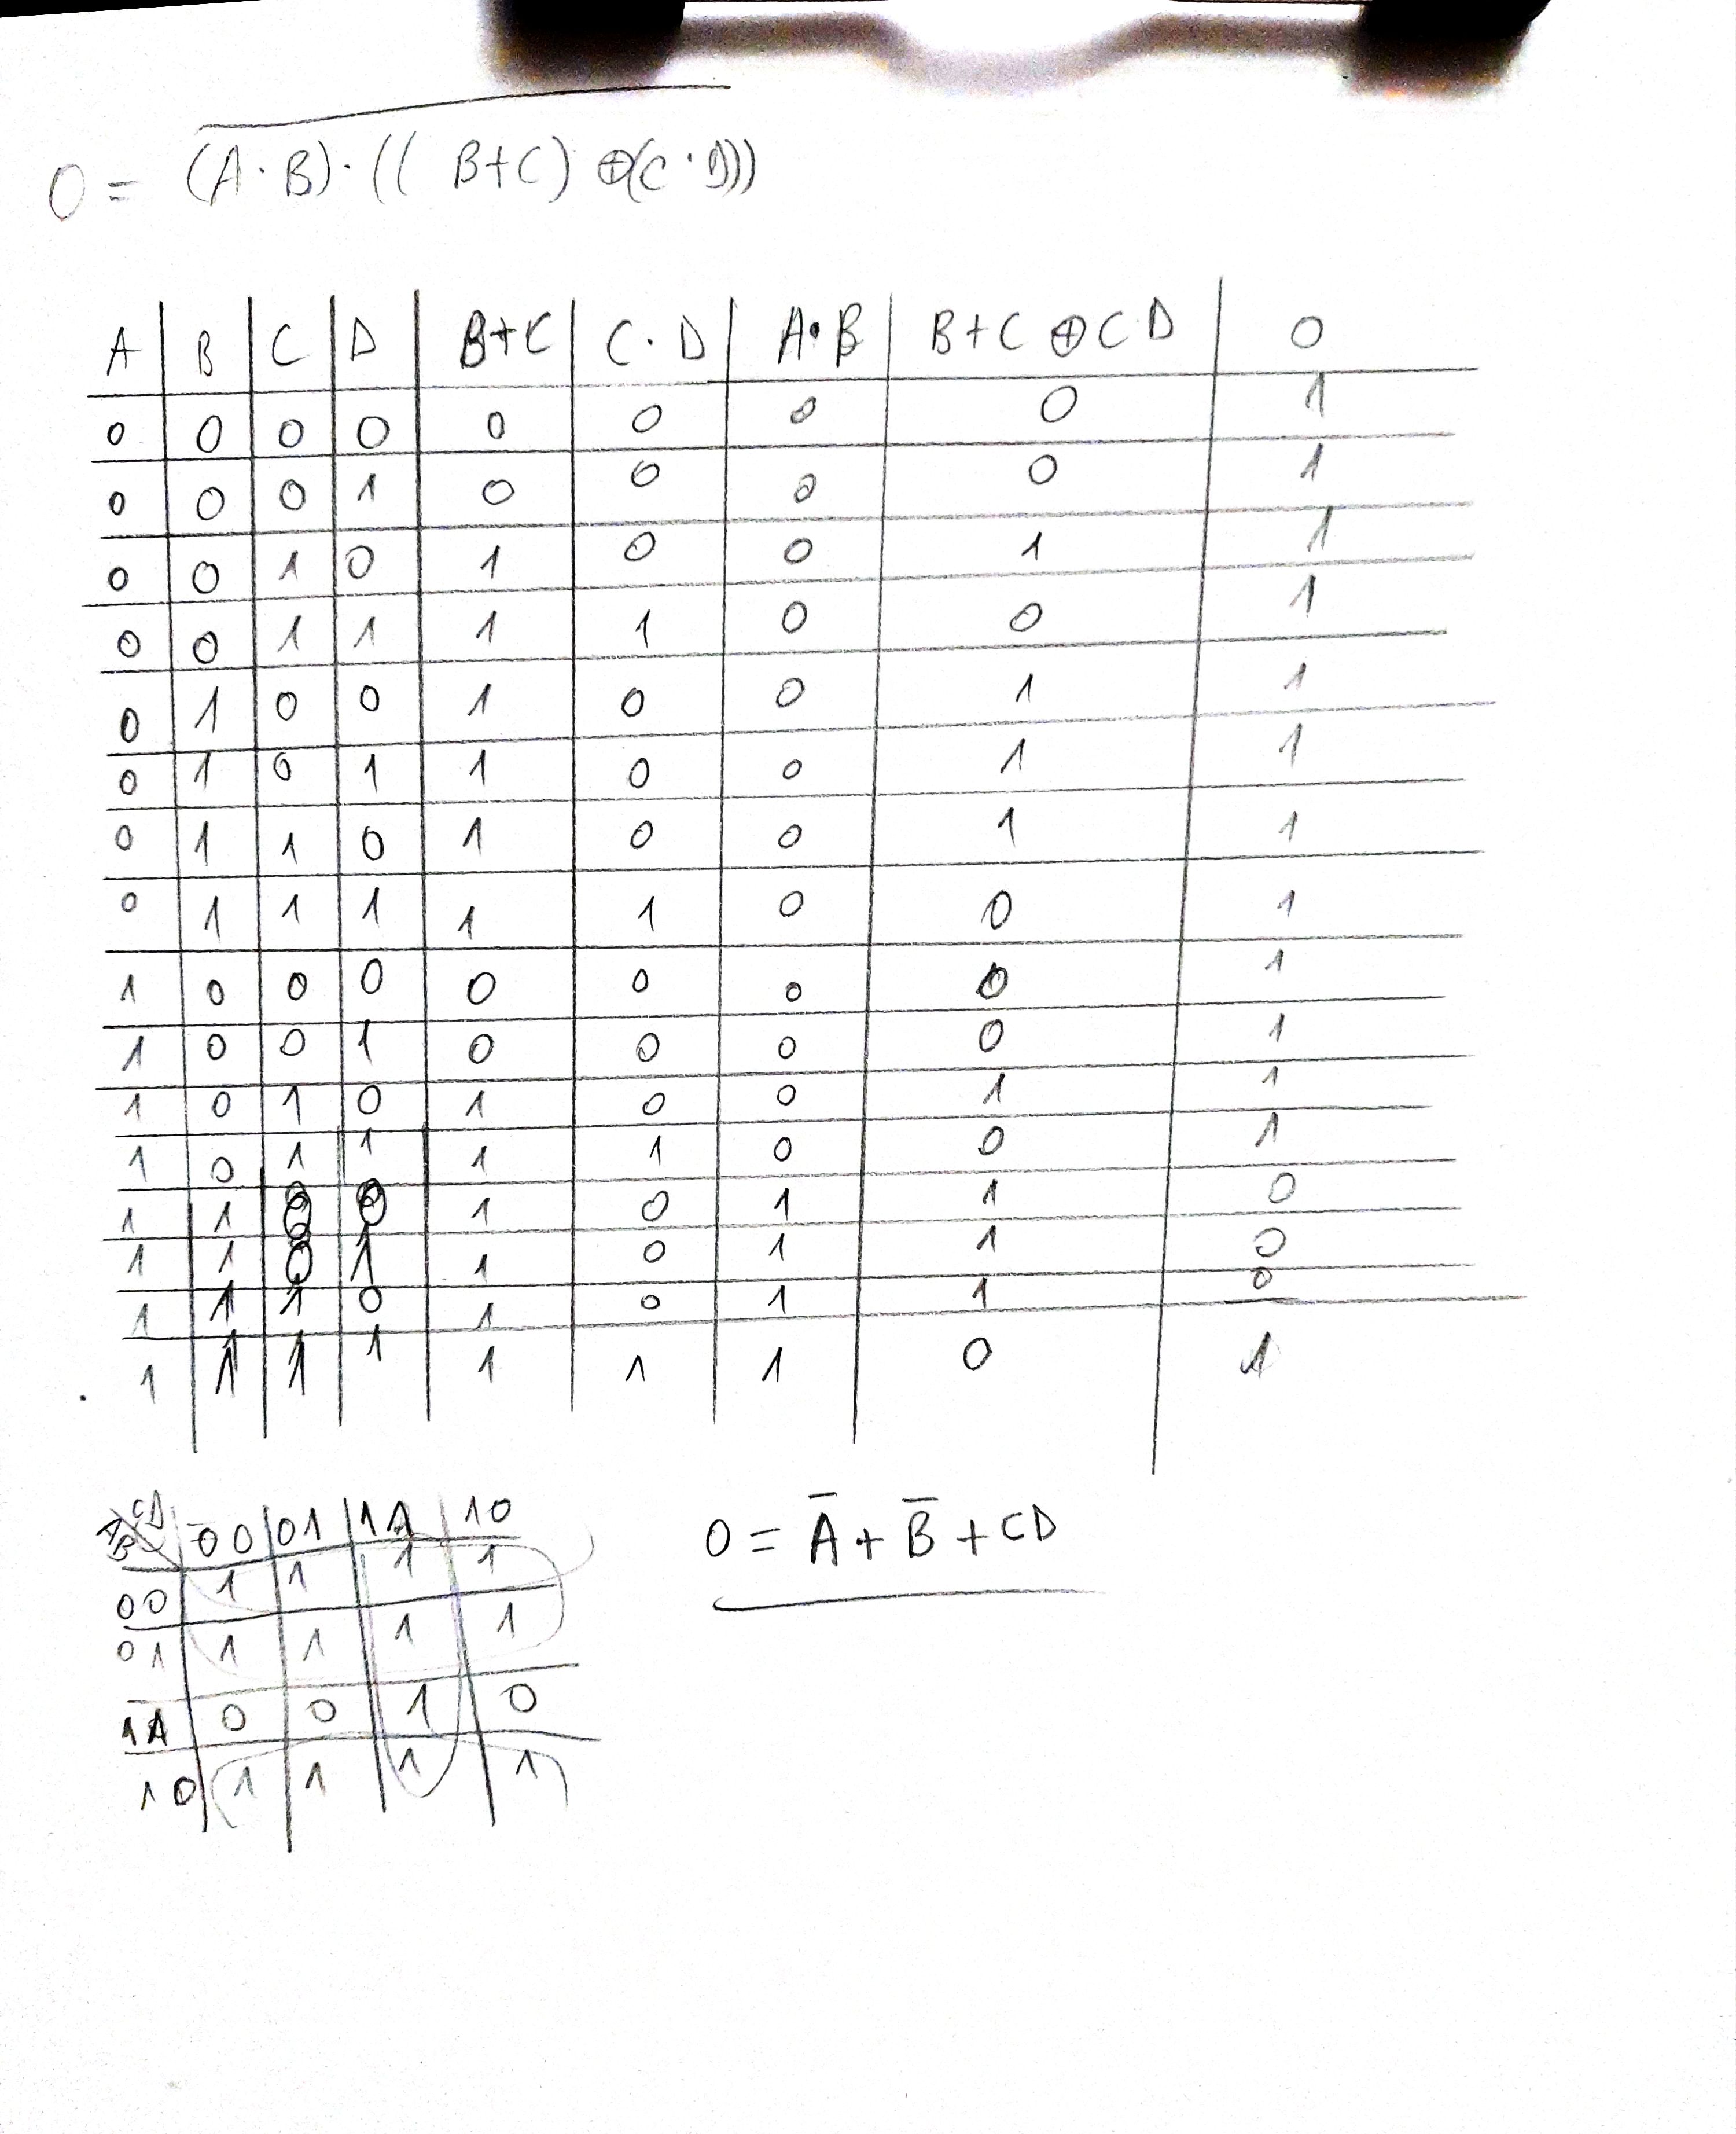 O = (A · B) · (( B+C) ⊕(C · D)))
A B C D B+C C · D A·B B+C ⊕ C D O
0 0 0 0 0 0 0 0 1
0 0 0 1 0 0 0 0 1
0 0 1 0 1 0 0 1 1
0 0 1 1 1 1 0 0 1
0 1 0 0 1 0 0 1 1
0 1 0 1 1 0 0 1 1
0 1 1 0 1 0 0 1 1
0 1 1 1 1 1 0 0 1
1 0 0 0 0 0 0 0 1
1 0 0 1 0 0 0 0 1
1 0 1 0 1 0 0 1 1
1 0 1 1 1 1 0 0 1
1 1 0 0 1 0 1 1 0
1 1 0 1 1 0 1 1 0
1 1 1 0 1 0 1 1 0
1 1 1 1 1 1 1 0 1
AB CD 00 01 11 10
00 1 1 1 1
01 1 1 1 1
11 0 0 1 0
10 1 1 1 1
O = A̅ + B̅ + CD